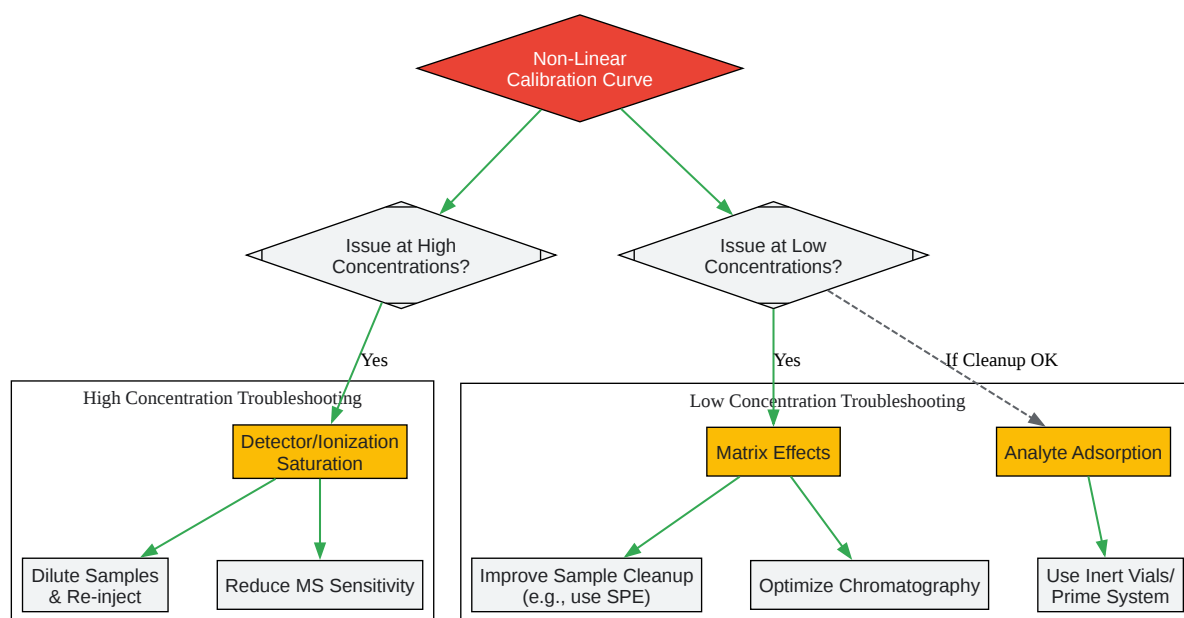 Non-Linear
Calibration Curve
Issue at High
Concentrations?
Issue at Low
Concentrations?
Yes
Yes
If Cleanup OK
High Concentration Troubleshooting
Low Concentration Troubleshooting
Detector/Ionization
Saturation
Matrix Effects
Analyte Adsorption
Dilute Samples
& Re-inject
Reduce MS Sensitivity
Improve Sample Cleanup
(e.g., use SPE)
Optimize Chromatography
Use Inert Vials/
Prime System